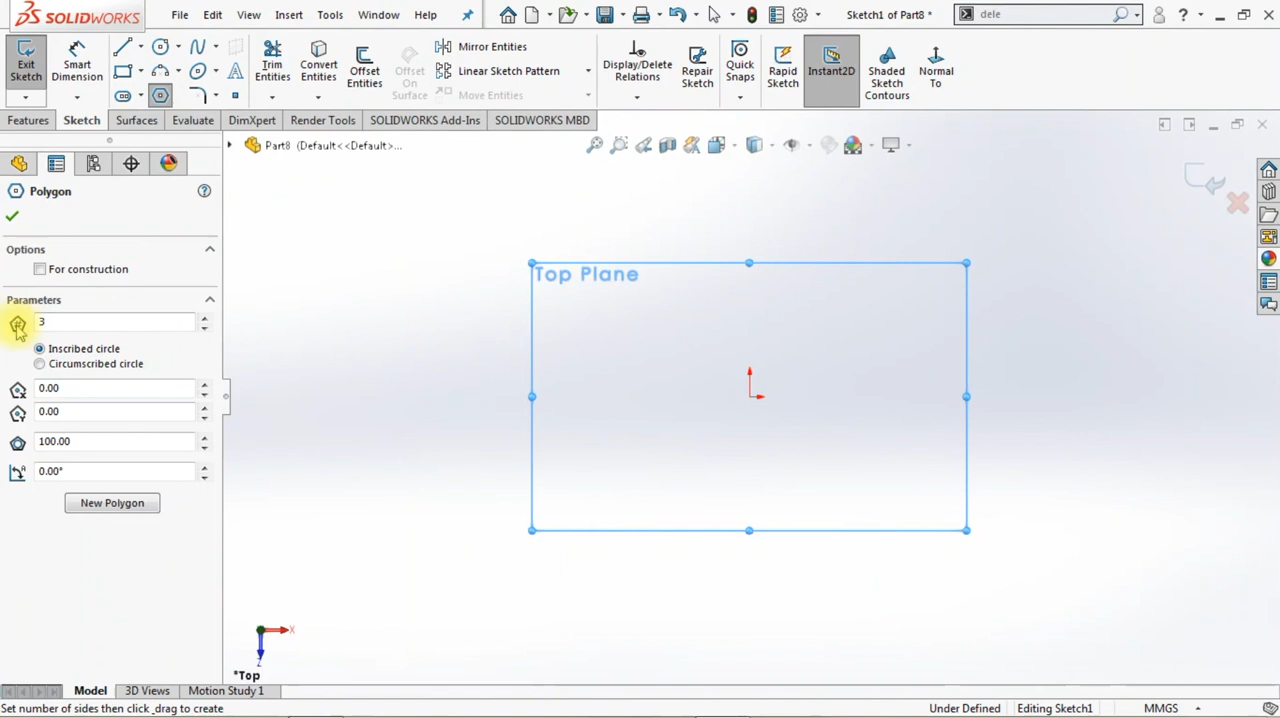 SOLIDWORKS
File Edit View Insert Tools Window Help
Sketch1 of Part8 *
dele
Exit Sketch
Smart Dimension
Trim Entities
Convert Entities
Offset Entities
Offset On Surface
Mirror Entities
Linear Sketch Pattern
Move Entities
Display/Delete Relations
Repair Sketch
Quick Snaps
Rapid Sketch
Instant2D
Shaded Sketch Contours
Normal To
Features Sketch Surfaces Evaluate DimXpert Render Tools SOLIDWORKS Add-Ins SOLIDWORKS MBD
Part8 (Default<<Default>...
Polygon
Options
For construction
Parameters
3
Inscribed circle
Circumscribed circle
0.00
0.00
100.00
0.00°
New Polygon
Top Plane
X
Z
*Top
Model 3D Views Motion Study 1
Set number of sides then click_drag to create
Under Defined Editing Sketch1 MMGS